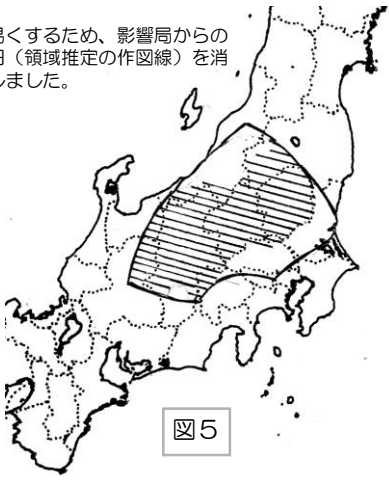 易くするため、影響局からの
円（領域推定の作図線）を消
しました。
図５